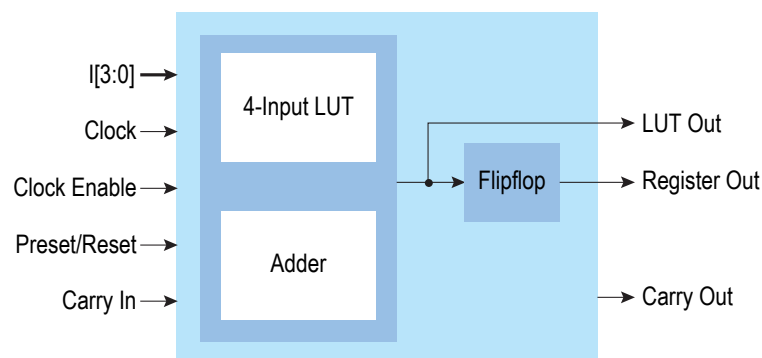 I[3:0]
Clock
Clock Enable
Preset/Reset
Carry In
4-Input LUT
Adder
Flipflop
LUT Out
Register Out
Carry Out